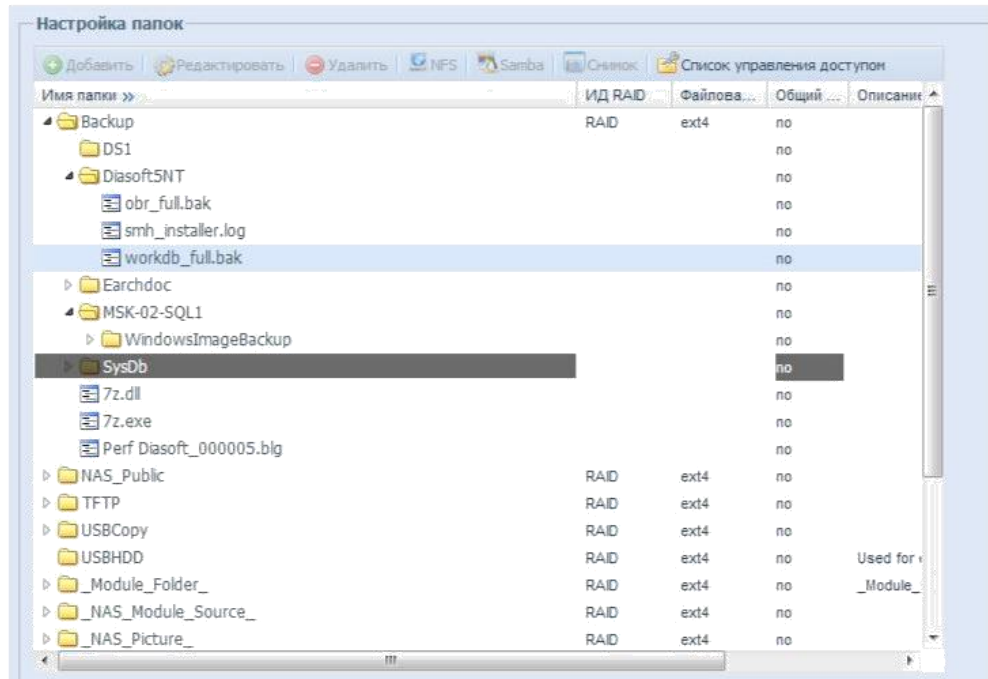 Настройка папок
Добавить Редактировать Удалить NFS Samba Снимок Список управления доступом
Имя папки » ИД RAID Файлова... Общий ... Описание
Backup RAID ext4 no
DS1 no
Diasoft5NT no
obr_full.bak no
smh_installer.log no
workdb_full.bak no
Earchdoc no
MSK-02-SQL1 no
WindowsImageBackup no
SysDb no
7z.dll no
7z.exe no
Perf Diasoft_000005.blg no
NAS_Public RAID ext4 no
TFTP RAID ext4 no
USBCopy RAID ext4 no
USBHDD RAID ext4 no Used for
_Module_Folder_ RAID ext4 no _Module_
_NAS_Module_Source_ RAID ext4 no
_NAS_Picture_ RAID ext4 no